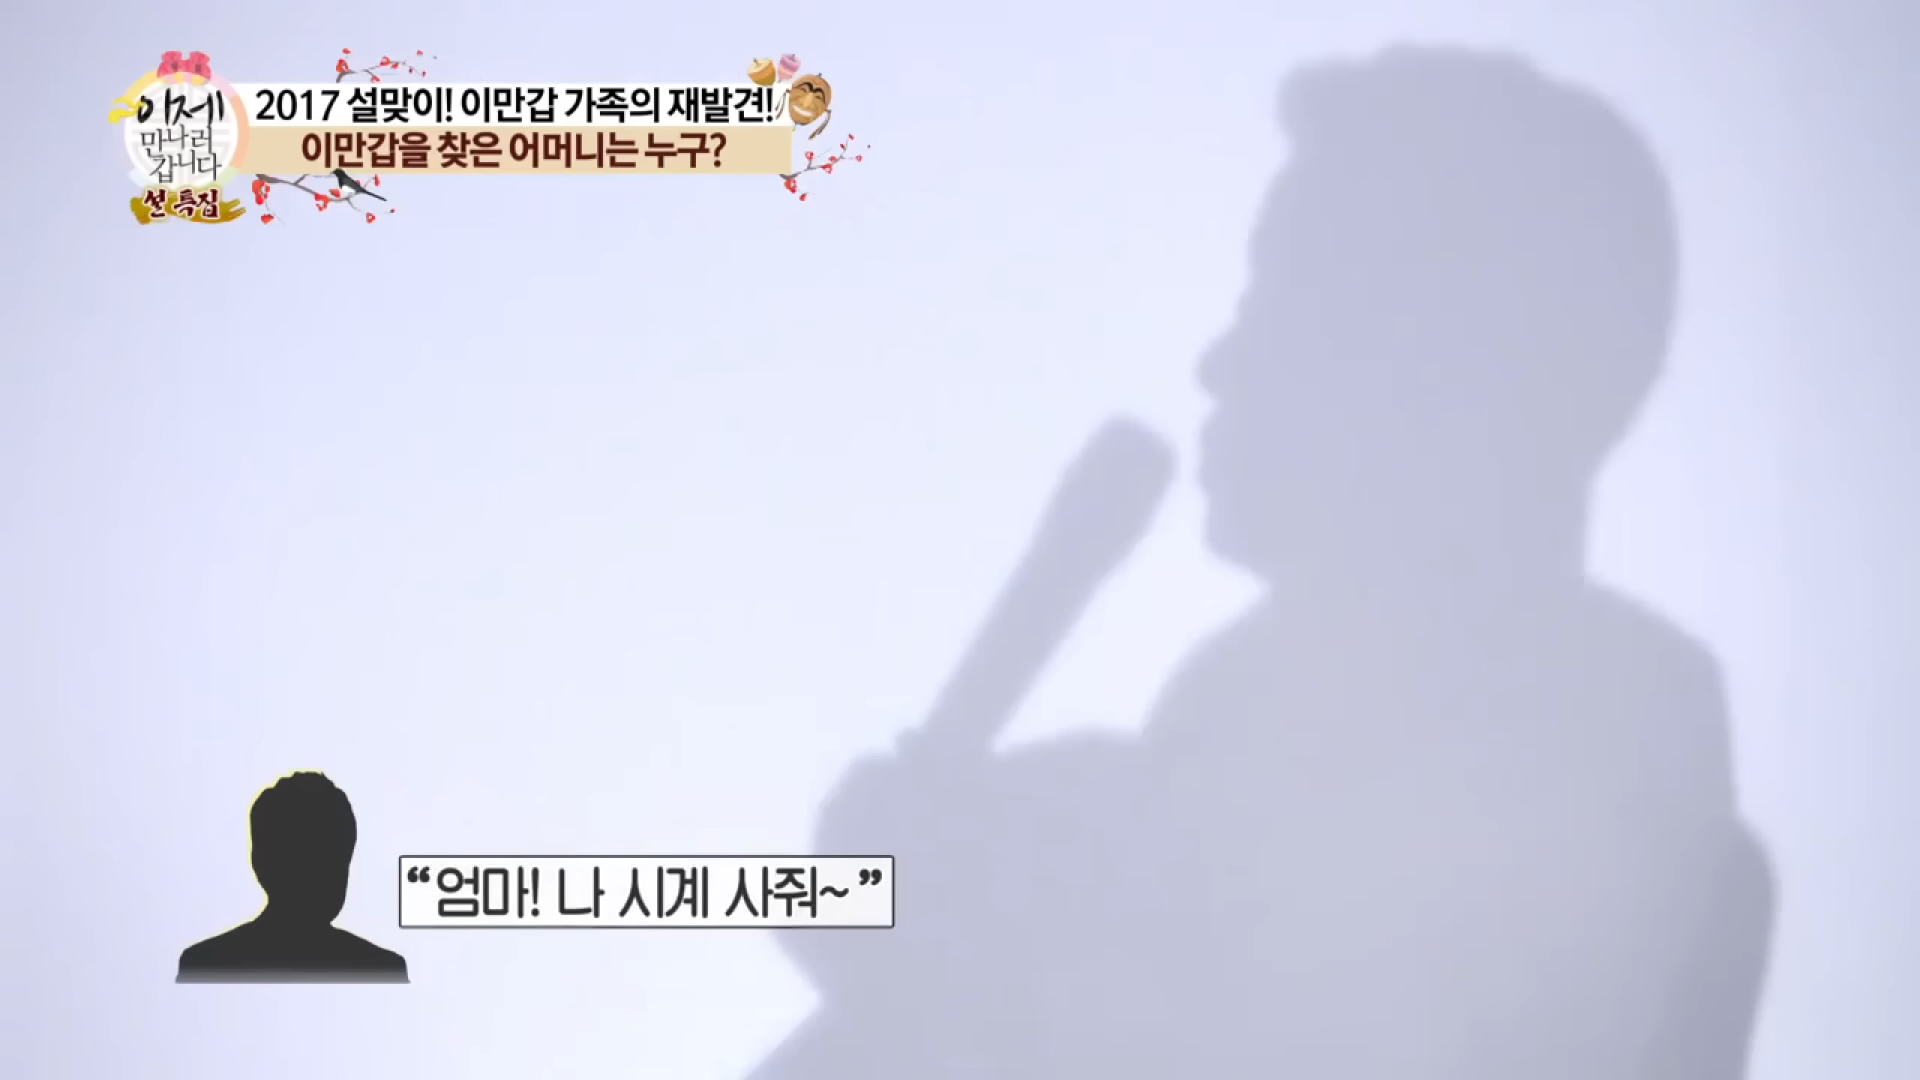 이제
만나러
갑니다
설 특집
2017 설맞이! 이만갑 가족의 재발견!
이만갑을 찾은 어머니는 누구?
“엄마! 나 시계 사줘~”